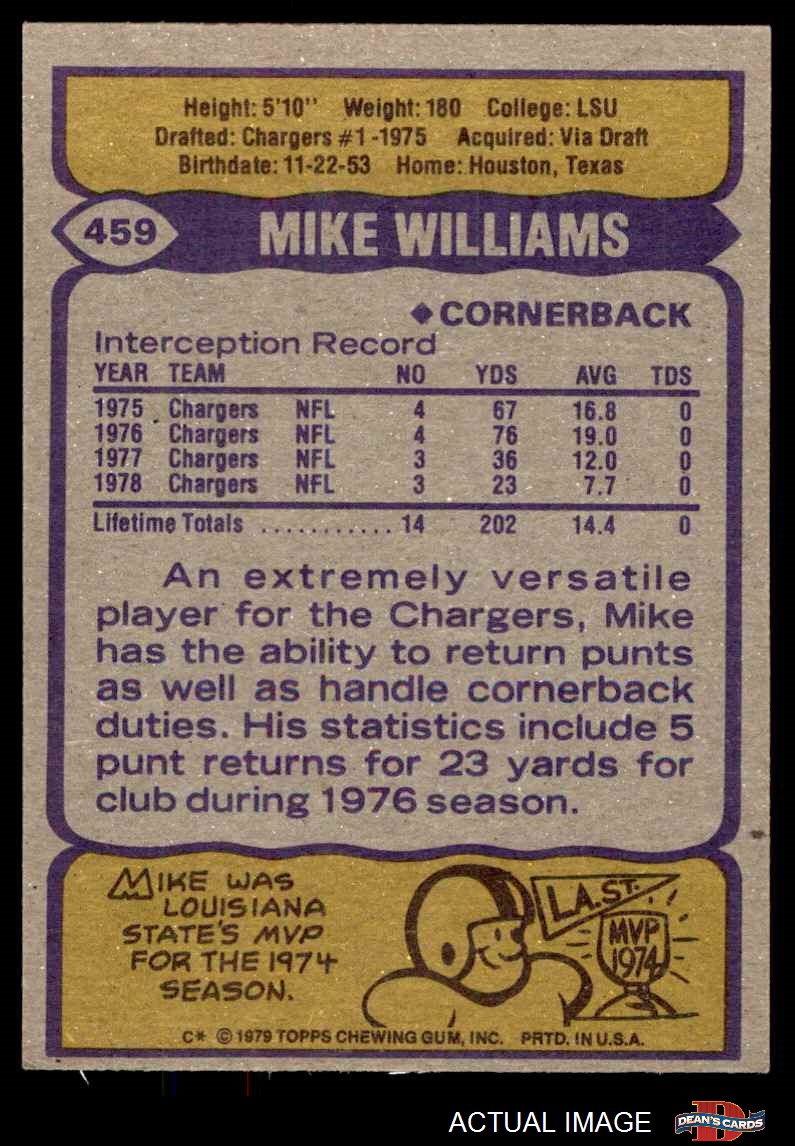 Height: 5'10'' Weight: 180 College: LSU
Drafted: Chargers #1-1975 Acquired: Via Draft
Birthdate: 11-22-53 Home: Houston, Texas
459 MIKE WILLIAMS
◆CORNERBACK
Interception Record
YEAR TEAM NO YDS AVG TDS
1975 Chargers NFL 4 67 16.8 0
1976 Chargers NFL 4 76 19.0 0
1977 Chargers NFL 3 36 12.0 0
1978 Chargers NFL 3 23 7.7 0
Lifetime Totals ........... 14 202 14.4 0
An extremely versatile
player for the Chargers, Mike
has the ability to return punts
as well as handle cornerback
duties. His statistics include 5
punt returns for 23 yards for
club during 1976 season.
MIKE WAS
LOUISIANA
STATE'S MVP
FOR THE 1974
SEASON.
LA. ST.
MVP
1974
C* © 1979 TOPPS CHEWING GUM, INC. PRTD. IN U.S.A.
ACTUAL IMAGE
D
DEAN'S CARDS